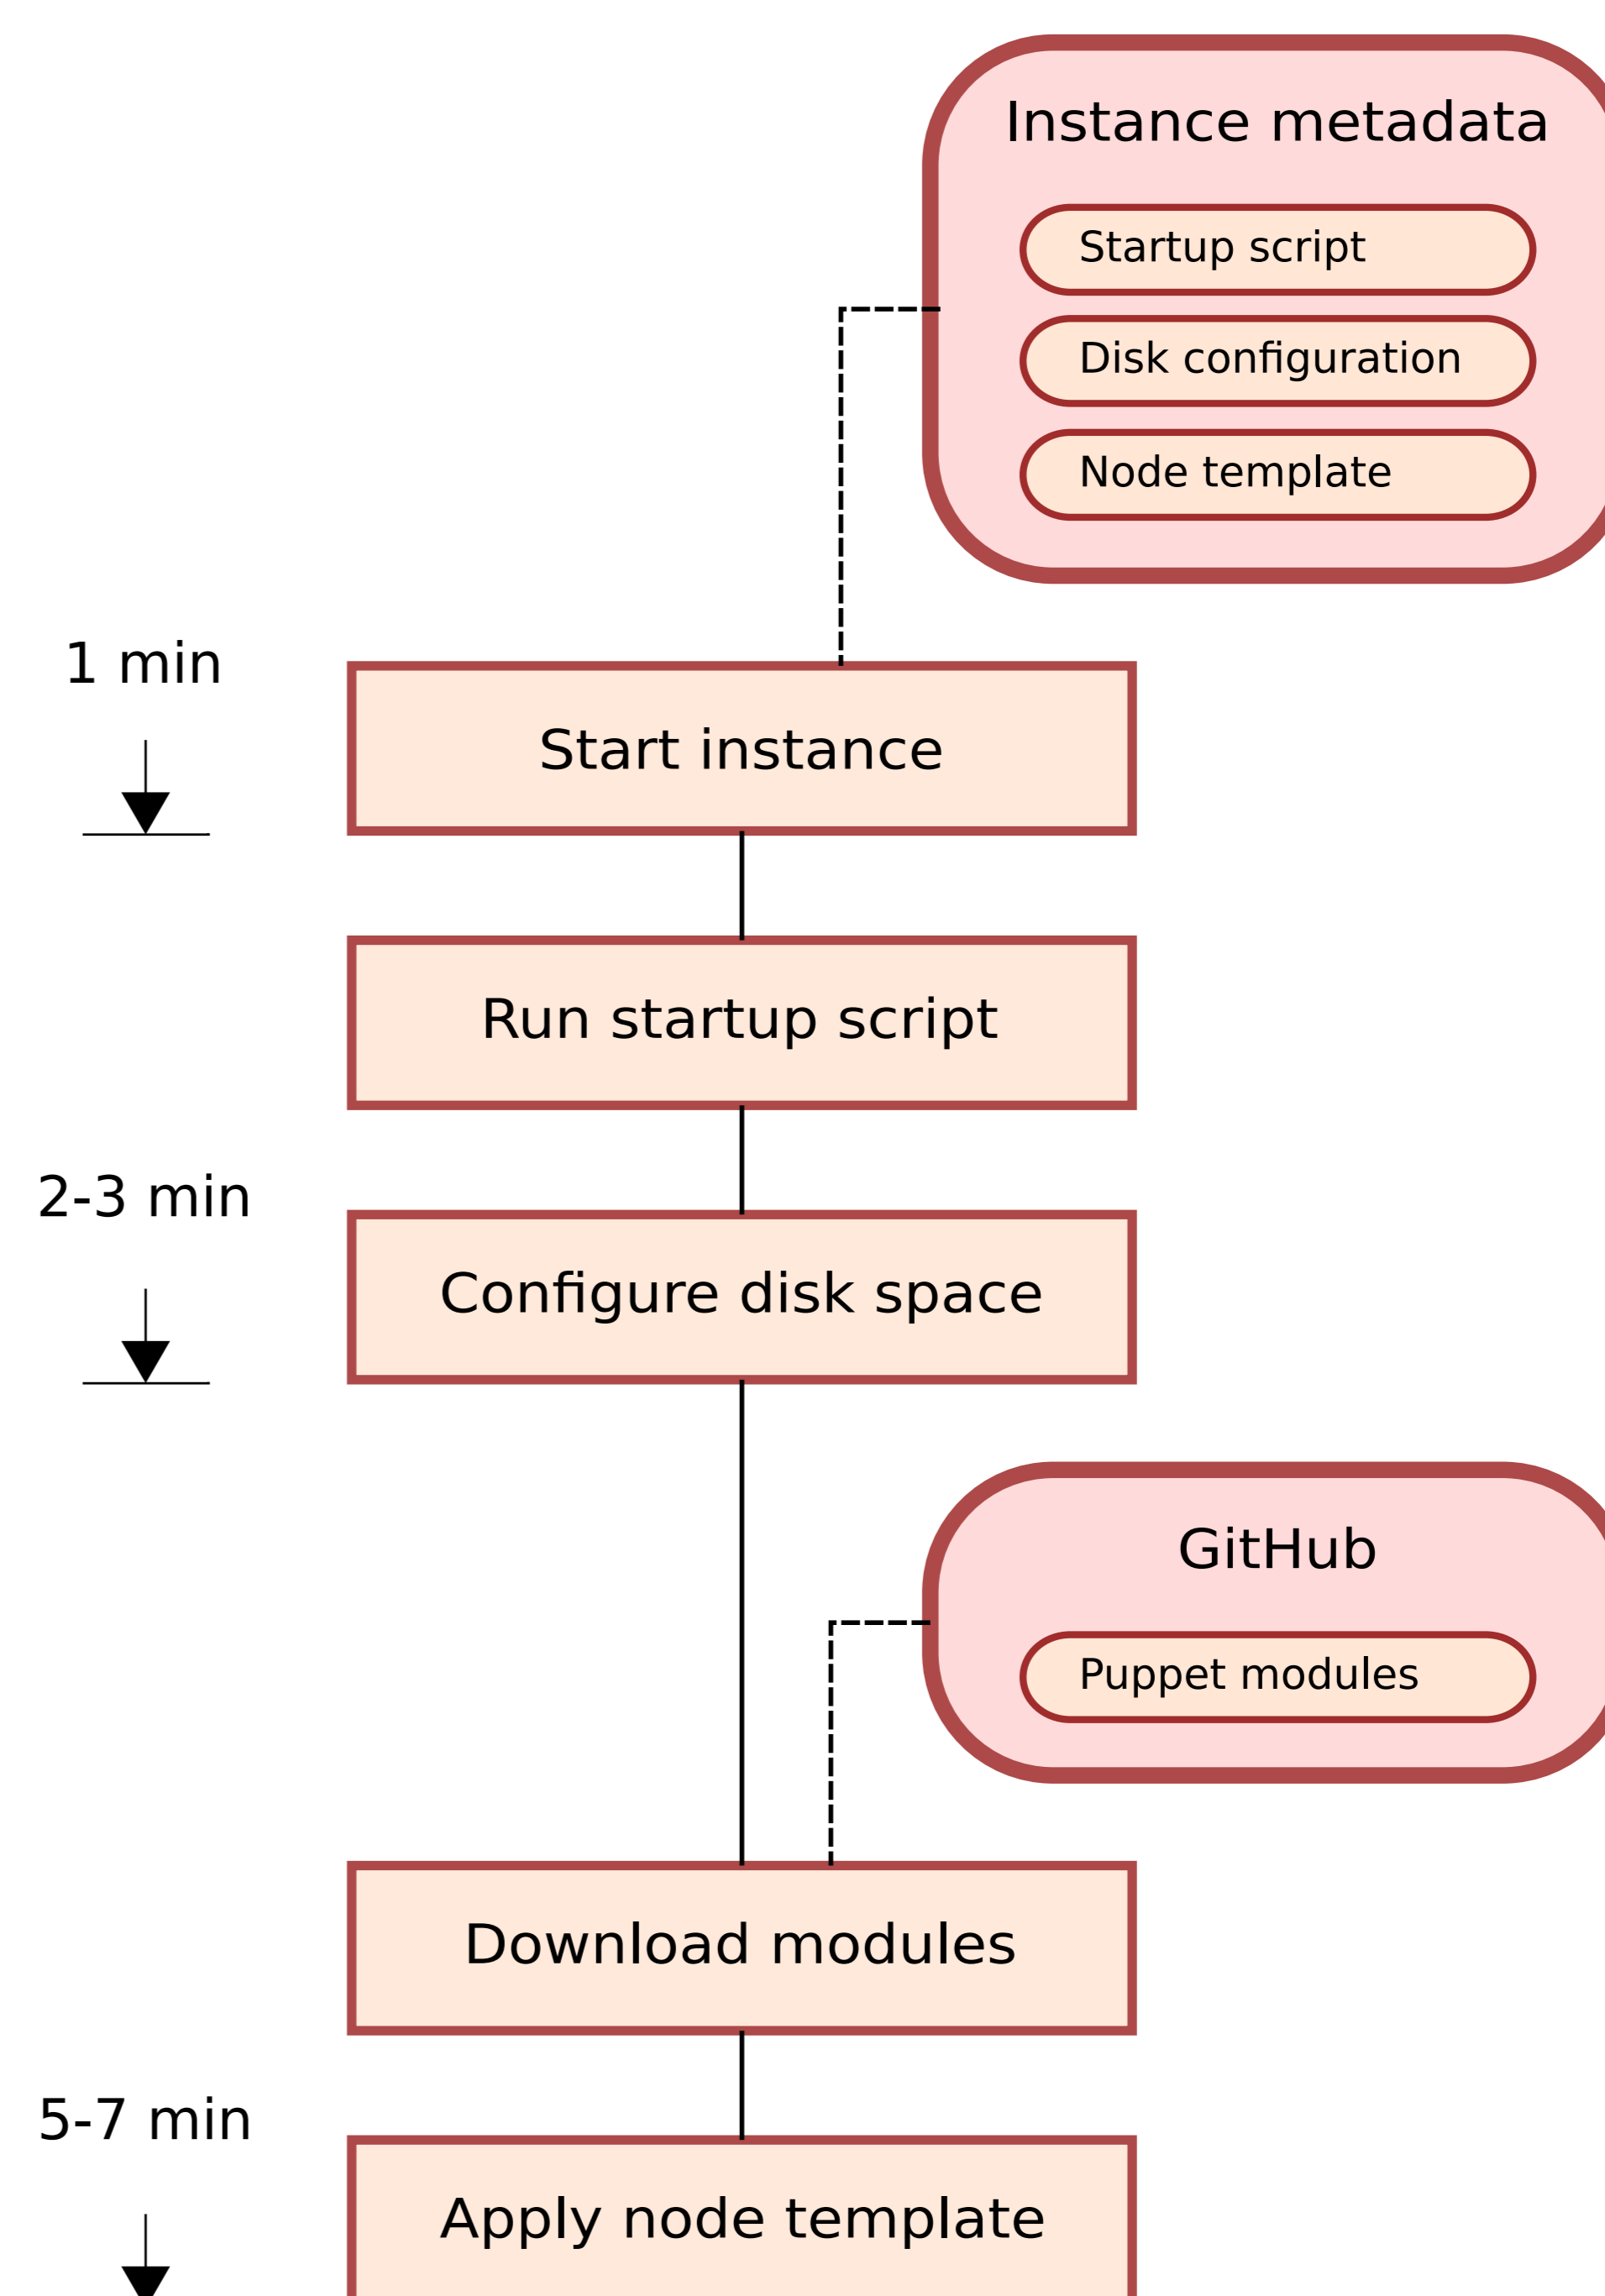 Instance metadata
Startup script
Disk configuration
Node template
1 min
Start instance
Run startup script
2-3 min
Configure disk space
GitHub
Puppet modules
Download modules
5-7 min
Apply node template